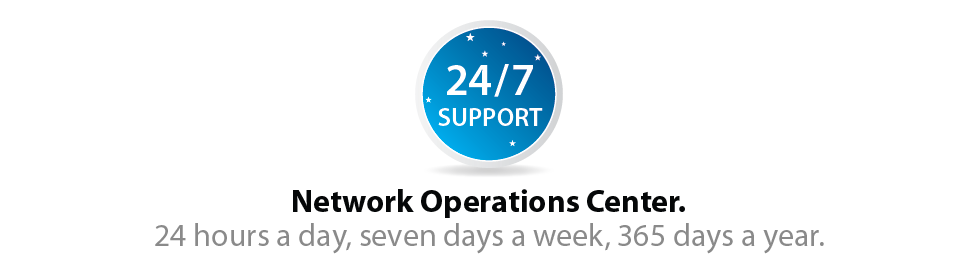 24/7
SUPPORT
Network Operations Center.
24 hours a day, seven days a week, 365 days a year.